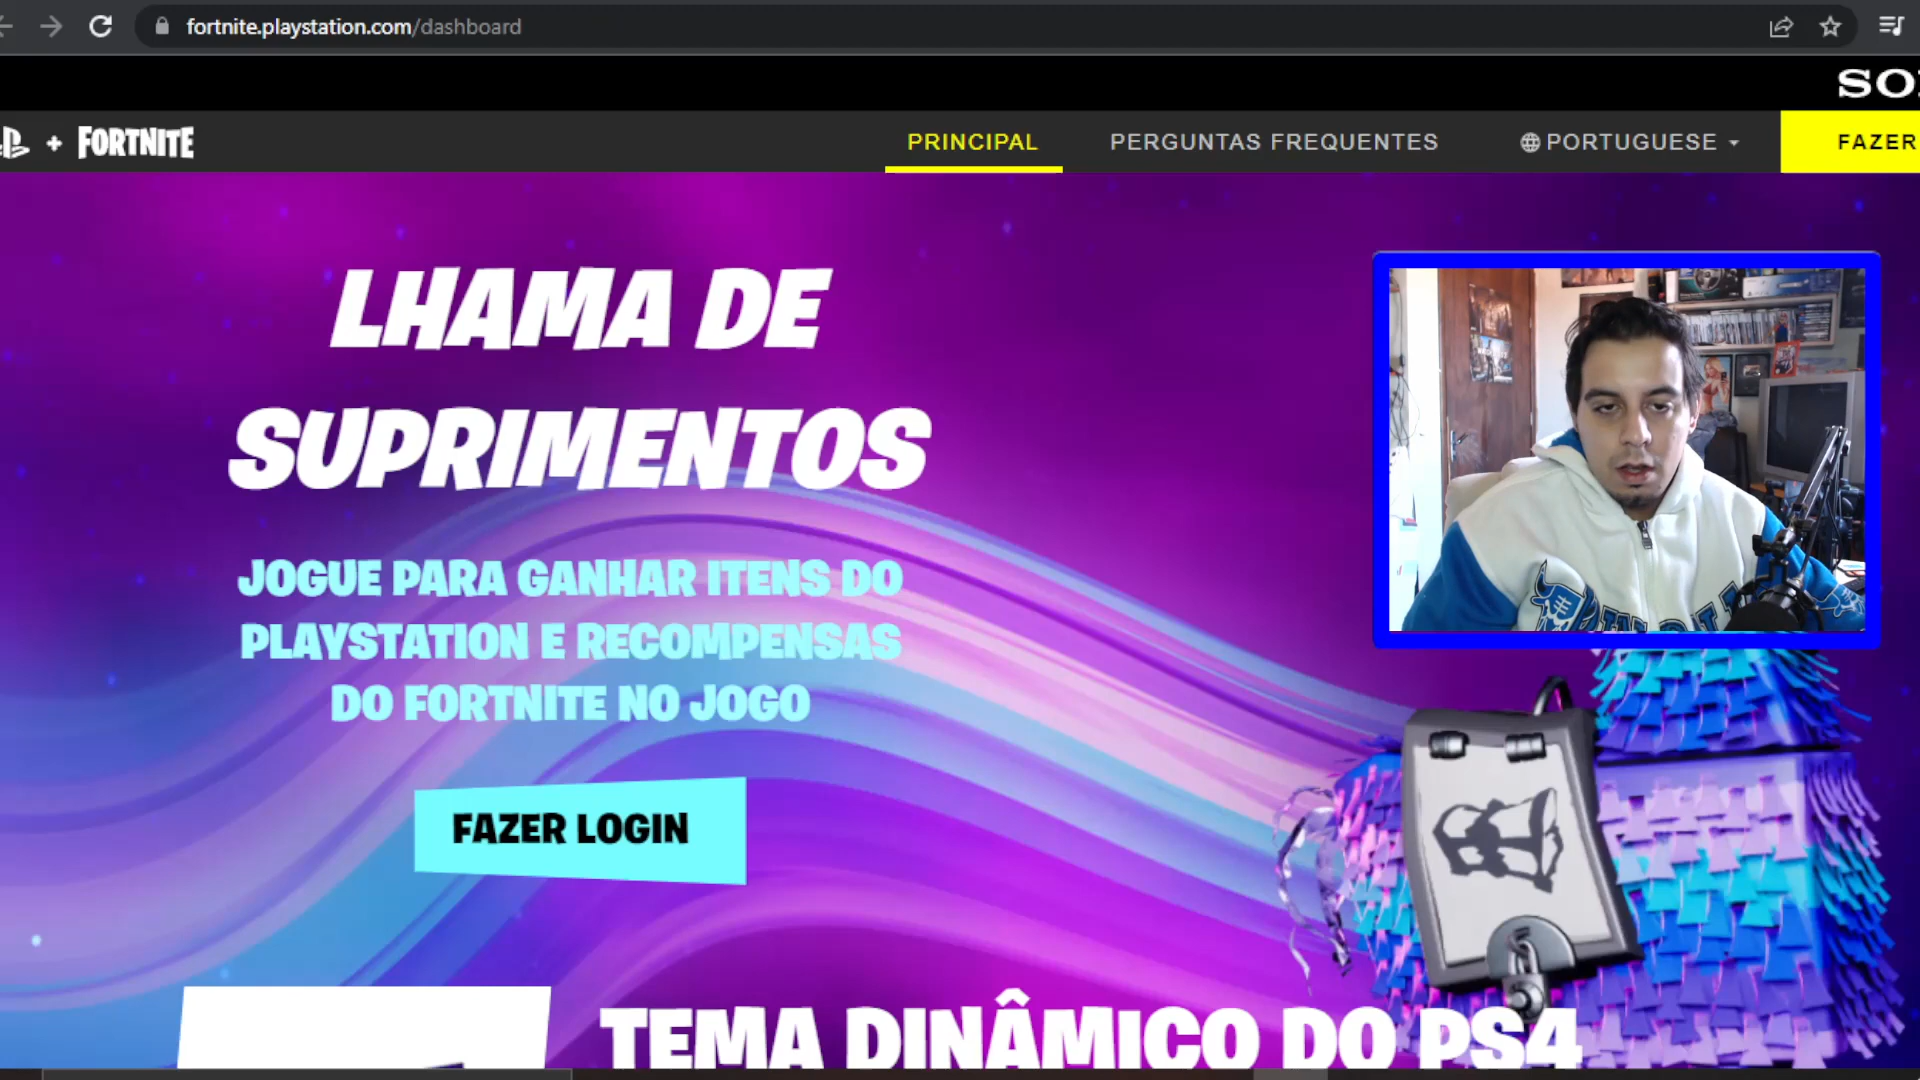 fortnite.playstation.com/dashboard
+ FORTNITE
PRINCIPAL
PERGUNTAS FREQUENTES
PORTUGUESE
FAZER
LHAMA DE
SUPRIMENTOS
JOGUE PARA GANHAR ITENS DO
PLAYSTATION E RECOMPENSAS
DO FORTNITE NO JOGO
FAZER LOGIN
TEMA DINÂMICO DO PS4